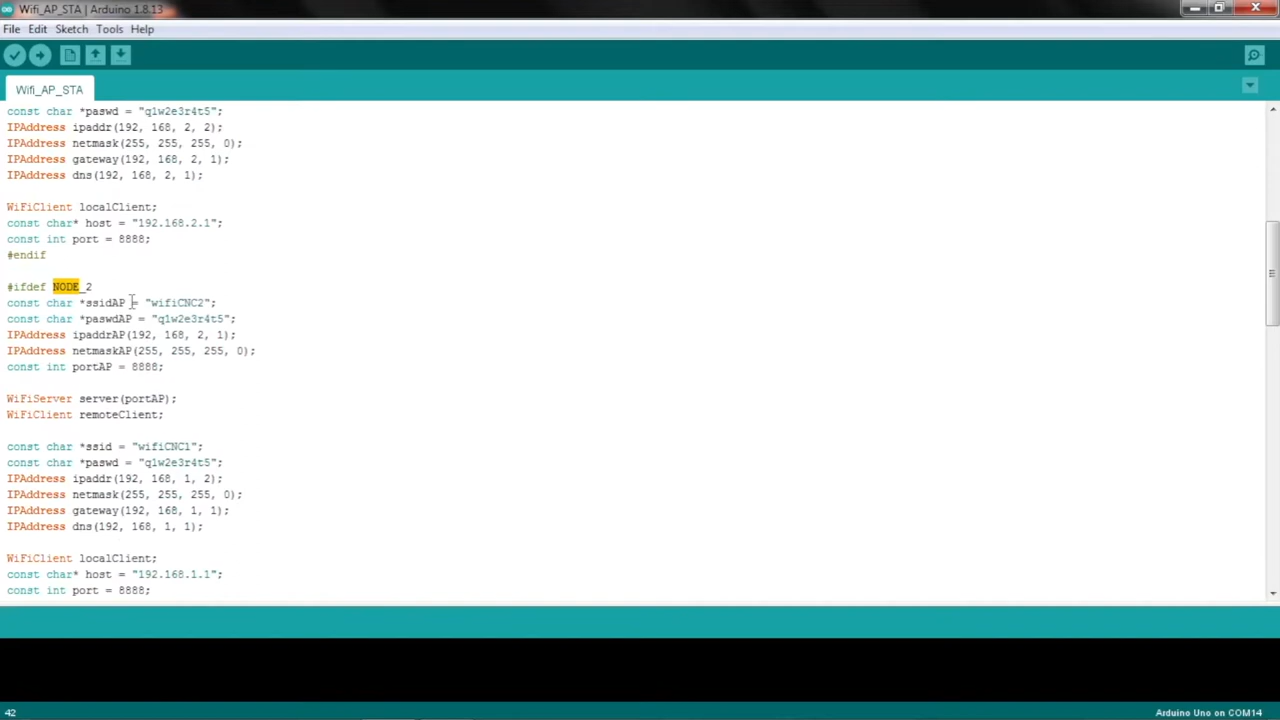 Wifi_AP_STA | Arduino 1.8.13
File Edit Sketch Tools Help
Wifi_AP_STA
const char *paswd = "q1w2e3r4t5";
IPAddress ipaddr(192, 168, 2, 2);
IPAddress netmask(255, 255, 255, 0);
IPAddress gateway(192, 168, 2, 1);
IPAddress dns(192, 168, 2, 1);
WiFiClient localClient;
const char* host = "192.168.2.1";
const int port = 8888;
#endif
#ifdef NODE_2
const char *ssidAP = "wifiCNC2";
const char *paswdAP = "q1w2e3r4t5";
IPAddress ipaddrAP(192, 168, 2, 1);
IPAddress netmaskAP(255, 255, 255, 0);
const int portAP = 8888;
WiFiServer server(portAP);
WiFiClient remoteClient;
const char *ssid = "wifiCNC1";
const char *paswd = "q1w2e3r4t5";
IPAddress ipaddr(192, 168, 1, 2);
IPAddress netmask(255, 255, 255, 0);
IPAddress gateway(192, 168, 1, 1);
IPAddress dns(192, 168, 1, 1);
WiFiClient localClient;
const char* host = "192.168.1.1";
const int port = 8888;
42
Arduino Uno on COM14